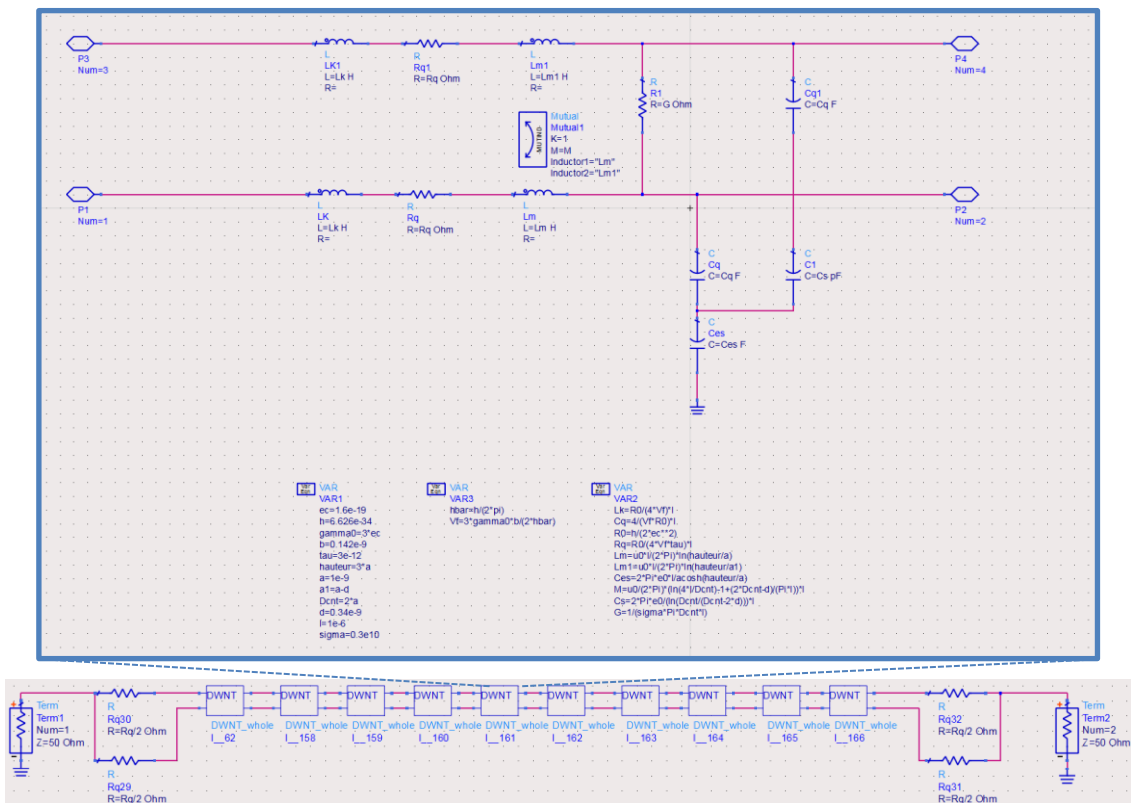 P3
Num=3
L
LK1
L=Lk H
R=
R
Rq1
R=Rq Ohm
L
Lm1
L=Lm1 H
R=
P4
Num=4
R
R1
R=G Ohm
C
Cq1
C=Cq F
MUTIND
Mutual
Mutual1
K=1
M=M
Inductor1="Lm"
Inductor2="Lm1"
P1
Num=1
L
LK
L=Lk H
R=
R
Rq
R=Rq Ohm
L
Lm
L=Lm H
R=
P2
Num=2
C
Cq
C=Cq F
C
C1
C=Cs pF
C
Ces
C=Ces F
Var
Eqn
VAR
VAR1
ec=1.6e-19
h=6.626e-34
gamma0=3*ec
b=0.142e-9
tau=3e-12
hauteur=3*a
a=1e-9
a1=a-d
Dcnt=2*a
d=0.34e-9
l=1e-6
sigma=0.3e10
Var
Eqn
VAR
VAR3
hbar=h/(2*pi)
Vf=3*gamma0*b/(2*hbar)
Var
Eqn
VAR
VAR2
Lk=R0/(4*Vf)*l
Cq=4/(Vf*R0)*l
R0=h/(2*ec**2)
Rq=R0/(4*Vf*tau)*l
Lm=u0*l/(2*Pi)*ln(hauteur/a)
Lm1=u0*l/(2*Pi)*ln(hauteur/a1)
Ces=2*Pi*e0*l/acosh(hauteur/a)
M=u0/(2*Pi)*(ln(4*l/Dcnt)-1+(2*Dcnt-d)/(Pi*l))*l
Cs=2*Pi*e0/(ln(Dcnt/(Dcnt-2*d)))*l
G=1/(sigma*Pi*Dcnt*l)
Term
Term1
Num=1
Z=50 Ohm
R
Rq30
R=Rq/2 Ohm
R
Rq29
R=Rq/2 Ohm
DWNT
DWNT_whole
I__62
DWNT
DWNT_whole
I__158
DWNT
DWNT_whole
I__159
DWNT
DWNT_whole
I__160
DWNT
DWNT_whole
I__161
DWNT
DWNT_whole
I__162
DWNT
DWNT_whole
I__163
DWNT
DWNT_whole
I__164
DWNT
DWNT_whole
I__165
DWNT
DWNT_whole
I__166
R
Rq32
R=Rq/2 Ohm
R
Rq31
R=Rq/2 Ohm
Term
Term2
Num=2
Z=50 Ohm